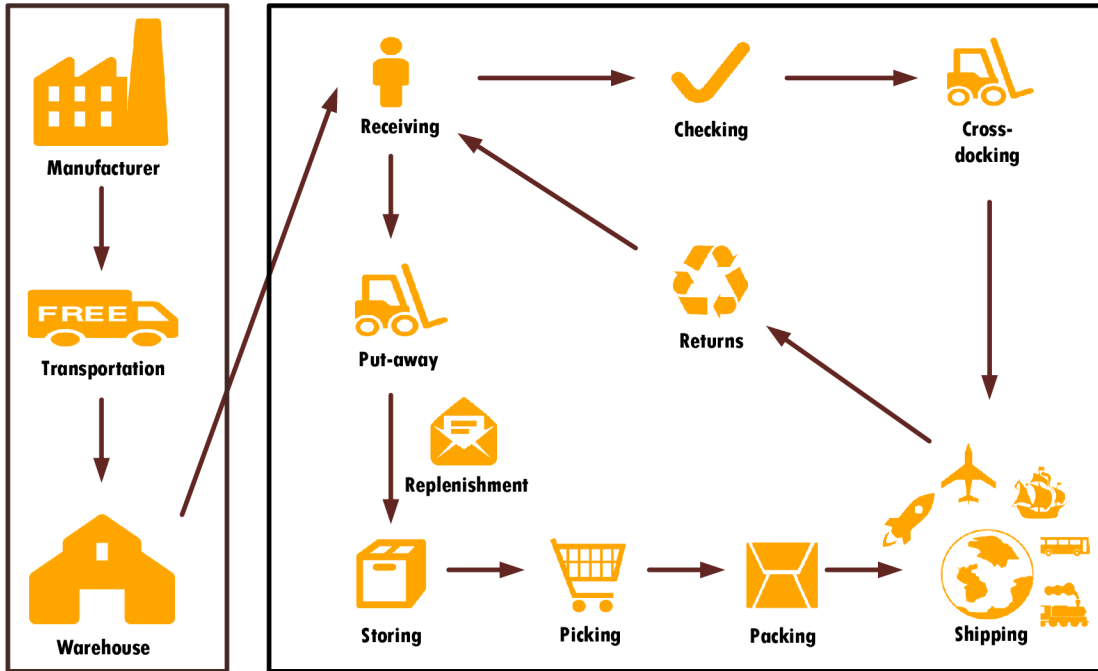 Manufacturer
FREE
Transportation
Warehouse
Receiving
Checking
Cross-
docking
Put-away
Returns
Replenishment
Storing
Picking
Packing
Shipping